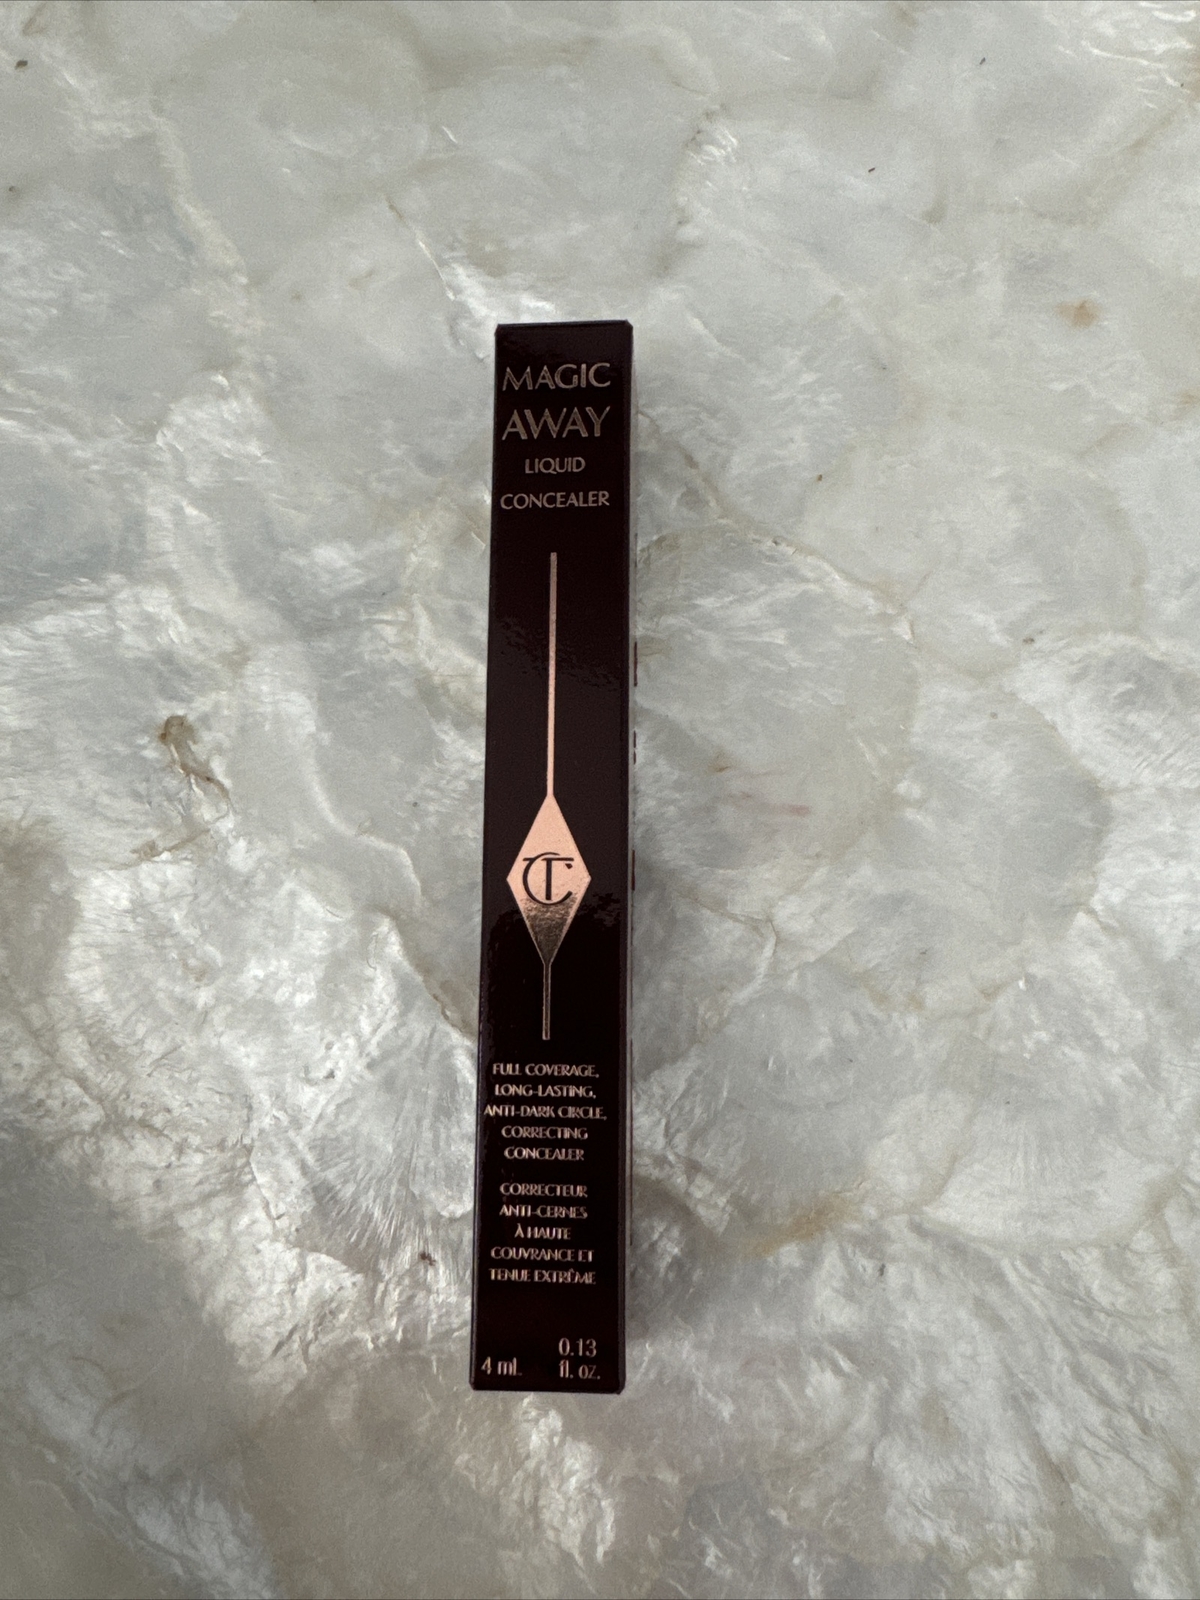 MAGIC
AWAY
LIQUID
CONCEALER
CT
FULL COVERAGE,
LONG-LASTING,
ANTI-DARK CIRCLE,
CORRECTING
CONCEALER
CORRECTEUR
ANTI-CERNES
À HAUTE
COUVRANCE ET
TENUE EXTRÊME
4 mL 0.13 fl. oz.